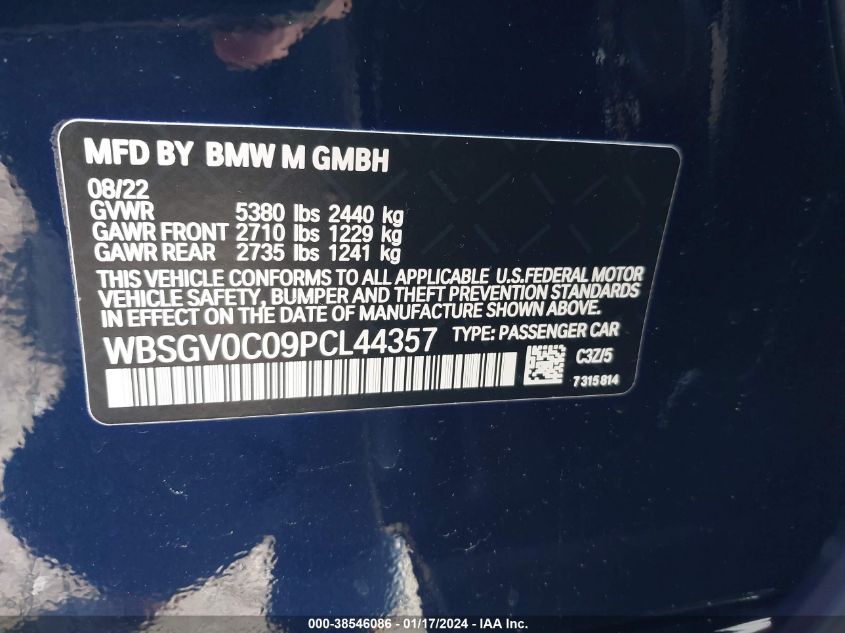 MFD BY BMW M GMBH
08/22
GVWR 5380 lbs 2440 kg
GAWR FRONT 2710 lbs 1229 kg
GAWR REAR 2735 lbs 1241 kg
THIS VEHICLE CONFORMS TO ALL APPLICABLE U.S.FEDERAL MOTOR
VEHICLE SAFETY, BUMPER AND THEFT PREVENTION STANDARDS
IN EFFECT ON THE DATE OF MANUFACTURE SHOWN ABOVE.
WBSGV0C09PCL44357 TYPE: PASSENGER CAR
C3Z/5
7315814
000-38546086 - 01/17/2024 - IAA Inc.